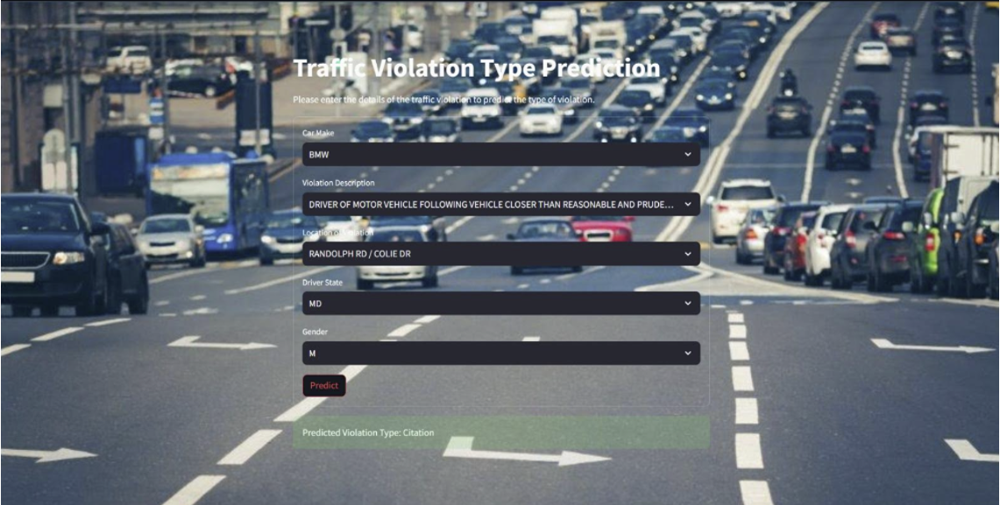 Traffic Violation Type Prediction
Please enter the details of the traffic violation to predict the type of violation.
Car Make
BMW
Violation Description
DRIVER OF MOTOR VEHICLE FOLLOWING VEHICLE CLOSER THAN REASONABLE AND PRUDE...
Location of
RANDOLPH RD / COLIE DR
Driver State
MD
Gender
M
Predict
Predicted Violation Type: Citation